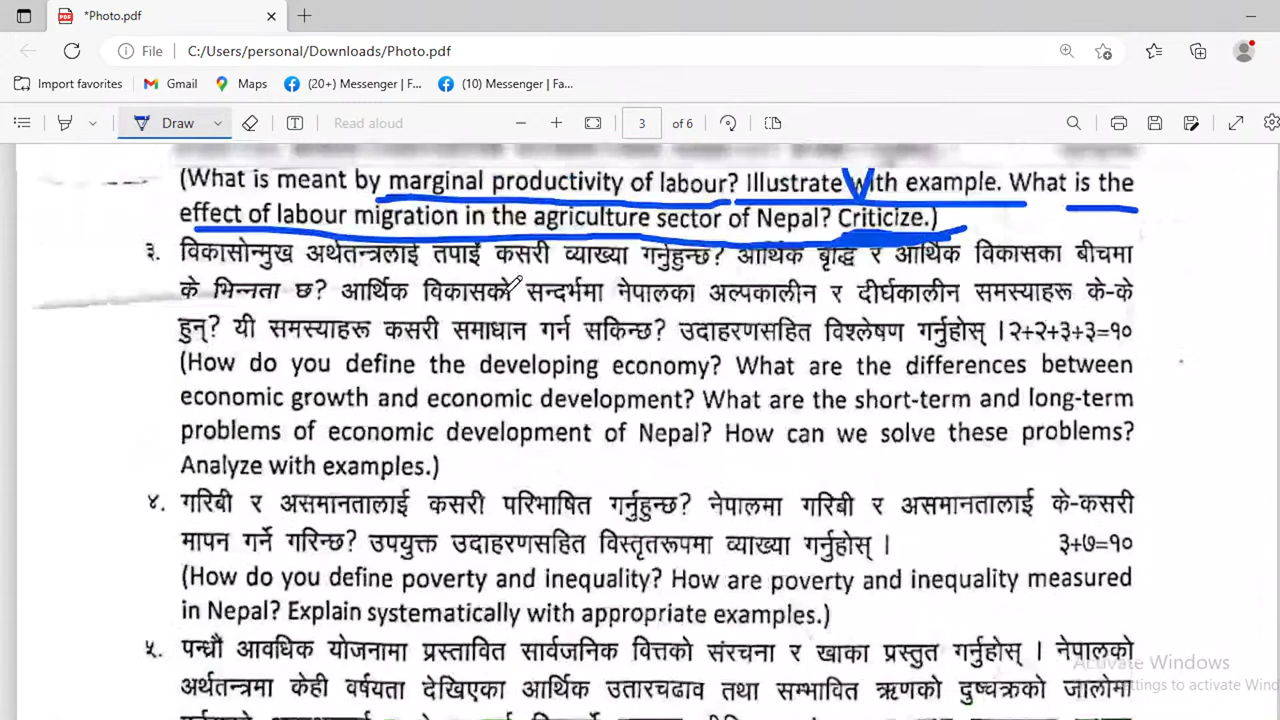 *Photo.pdf
File C:/Users/personal/Downloads/Photo.pdf
Import favorites Gmail Maps (20+) Messenger | F... (10) Messenger | Fa...
Draw Read aloud 3 of 6
(What is meant by marginal productivity of labour? Illustrate with example. What is the
effect of labour migration in the agriculture sector of Nepal? Criticize.)
३. विकासोन्मुख अर्थतन्त्रलाई तपाईं कसरी व्याख्या गर्नुहुन्छ? आर्थिक बृद्धि र आर्थिक विकासका बीचमा
के भिन्नता छ? आर्थिक विकासको सन्दर्भमा नेपालका अल्पकालीन र दीर्घकालीन समस्याहरू के-के
हुन्? यी समस्याहरू कसरी समाधान गर्न सकिन्छ? उदाहरणसहित विश्लेषण गर्नुहोस् । २+२+३+३=१०
(How do you define the developing economy? What are the differences between
economic growth and economic development? What are the short-term and long-term
problems of economic development of Nepal? How can we solve these problems?
Analyze with examples.)
४. गरिबी र असमानतालाई कसरी परिभाषित गर्नुहुन्छ? नेपालमा गरिबी र असमानतालाई के-कसरी
मापन गर्ने गरिन्छ? उपयुक्त उदाहरणसहित विस्तृतरूपमा व्याख्या गर्नुहोस् । ३+७=१०
(How do you define poverty and inequality? How are poverty and inequality measured
in Nepal? Explain systematically with appropriate examples.)
५. पन्ध्रौं आवधिक योजनामा प्रस्तावित सार्वजनिक वित्तको संरचना र खाका प्रस्तुत गर्नुहोस् । नेपालको
Activate Windows
अर्थतन्त्रमा केही वर्षयता देखिएका आर्थिक उतारचढाव तथा सम्भावित ऋणको दुष्चक्रको जालोमा
settings to activate Wind